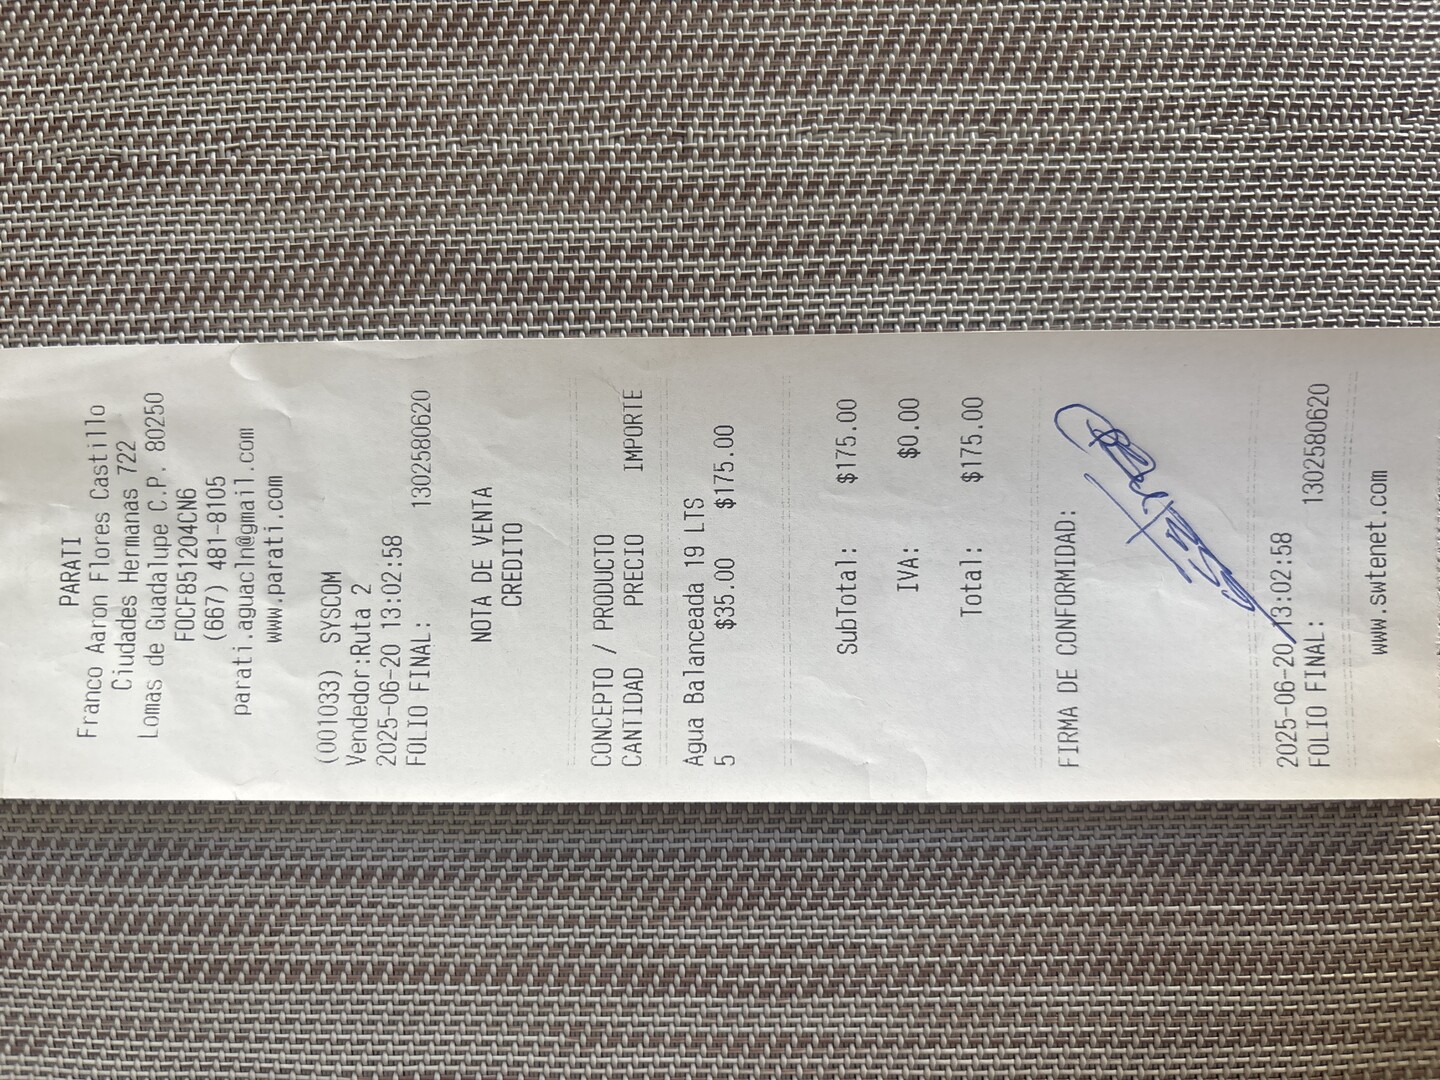 PARATI
Franco Aaron Flores Castillo
Ciudades Hermanas 722
Lomas de Guadalupe C.P. 80250
FOCF851204CN6
(667) 481-8105
parati.aguacln@gmail.com
www.parati.com
(001033) SYSCOM
Vendedor:Ruta 2
2025-06-20 13:02:58
FOLIO FINAL: 1302580620
NOTA DE VENTA
CREDITO
CONCEPTO / PRODUCTO
CANTIDAD PRECIO IMPORTE
Agua Balanceada 19 LTS
5 $35.00 $175.00
SubTotal: $175.00
IVA: $0.00
Total: $175.00
FIRMA DE CONFORMIDAD:
2025-06-20 13:02:58
FOLIO FINAL: 1302580620
www.swtenet.com